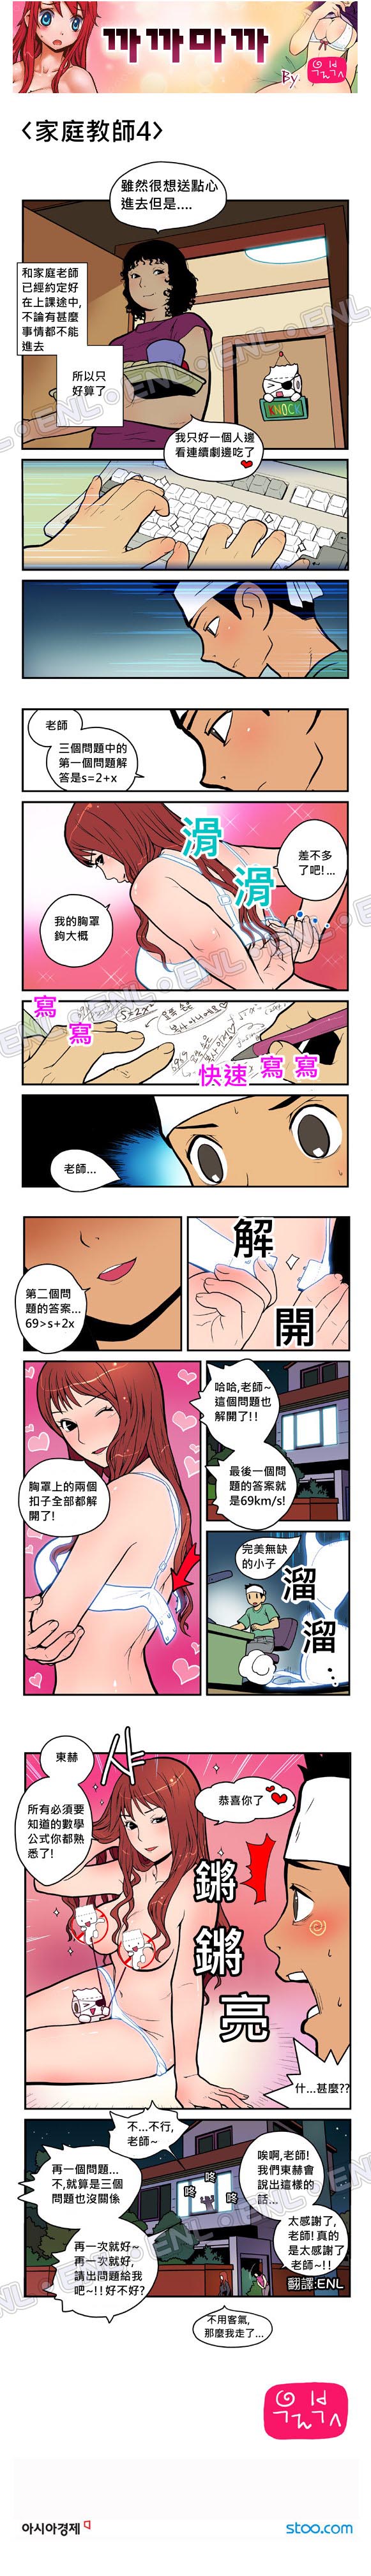 까까마까
By.
<家庭教師4>
雖然很想送點心
進去但是....
和家庭老師
已經約定好
在上課途中,
不論有甚麼
事情都不能
進去
所以只
好算了
KNOCK
我只好一個人邊
看連續劇邊吃了
老師
三個問題中的
第一個問題解
答是s=2+x
滑
滑
差不多
了吧!...
我的胸罩
鉤大概
寫
寫
S=2x
快速
寫
寫
老師...
第二個問
題的答案...
69>s+2x
解
開
哈哈,老師~
這個問題也
解開了!!
最後一個問
題的答案就
是69km/s!
胸罩上的兩個
扣子全部都解
開了!
完美無缺
的小子
溜
溜
東赫
所有必須要
知道的數學
公式你都熟
悉了!
샤
恭喜你了
鏘
鏘
亮
什...甚麼??
不...不行,
老師~
再一個問題...
不,就算是三個
問題也沒關係
咚
咚
咚
唉啊,老師!
我們東赫會
說出這樣的
話...
再一次就好~
再一次就好,
請出問題給我
吧~!!好不好?
太感謝了,
老師!真的
是太感謝了
老師~!!
翻譯:ENL
不用客氣,
那麼我走了...
아시아경제
stoo.com